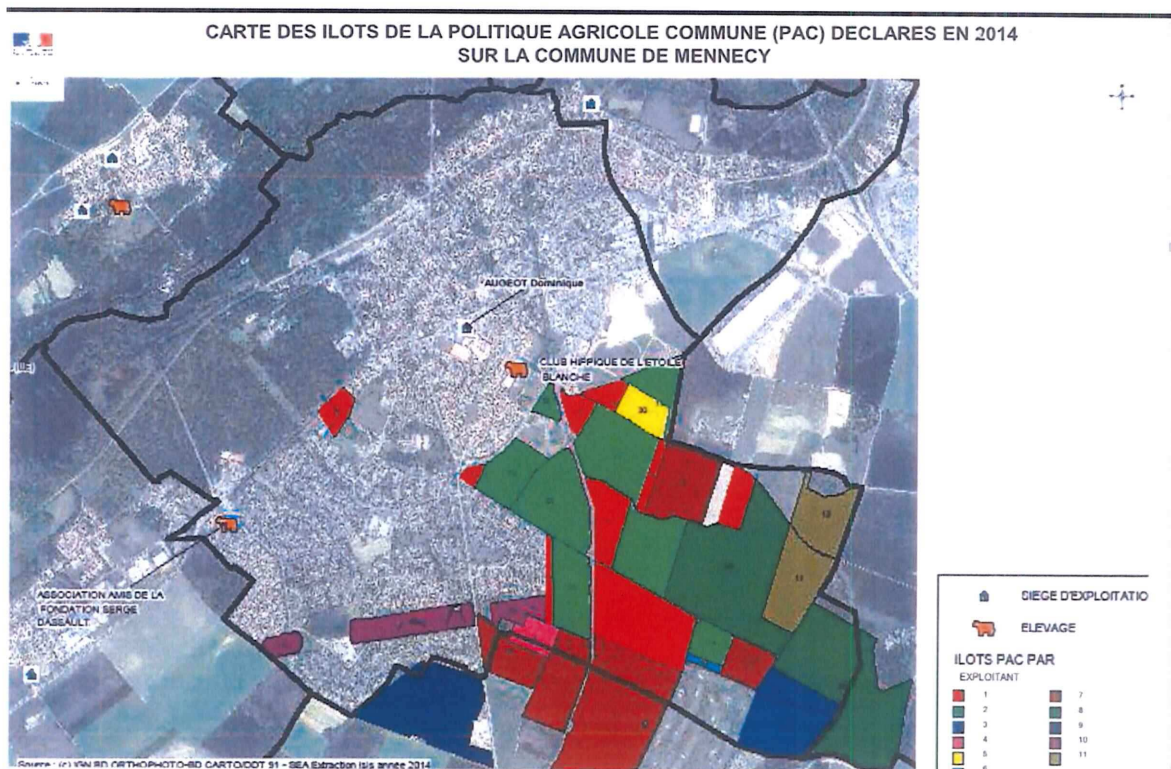 CARTE DES ILOTS DE LA POLITIQUE AGRICOLE COMMUNE (PAC) DECLARES EN 2014
SUR LA COMMUNE DE MENNECY
AUGEOT Dominique
CLUB HIPPIQUE DE L'ETOILE
BLANCHE
30
13
ASSOCIATION AMIS DE LA
FONDATION SERGE
DASSAULT
SIEGE D'EXPLOITATIO
ELEVAGE
ILOTS PAC PAR
EXPLOITANT
1 7
2 8
3 9
4 10
5 11
6
Source : (c) IGN BD ORTHOPHOTO-BD CARTO/DDT 91 - SEA Extraction Isis année 2014